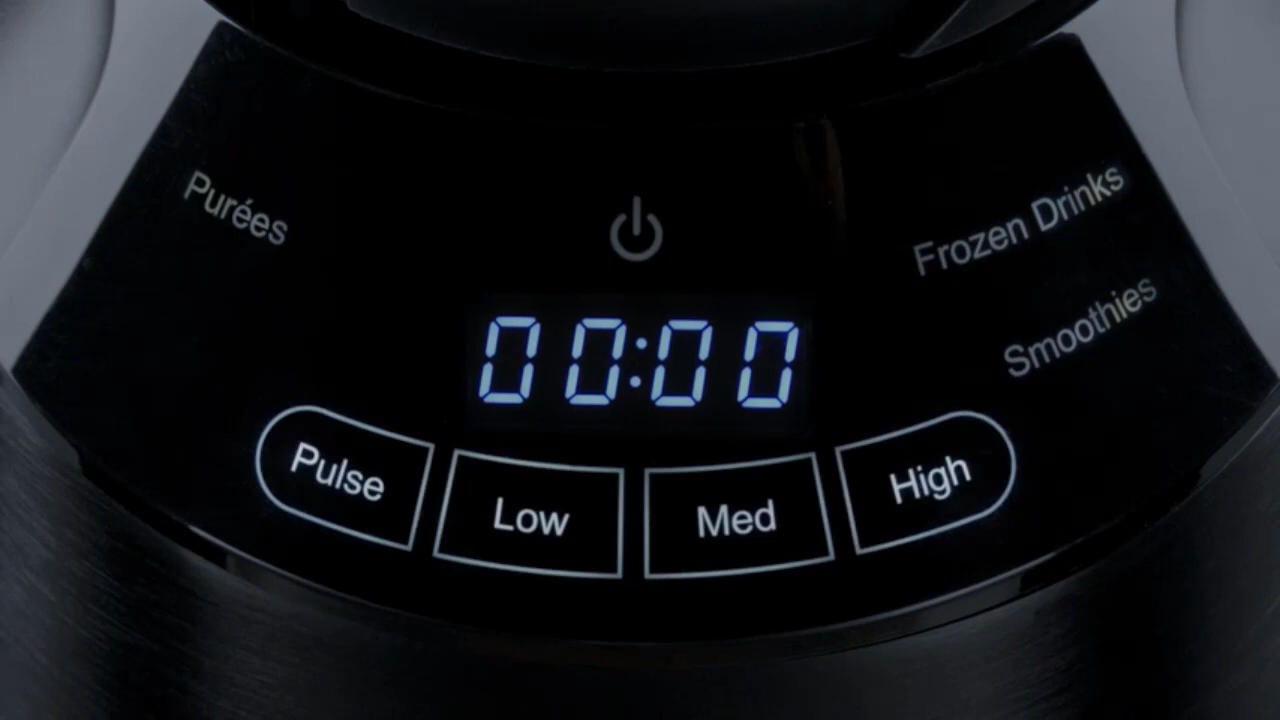 Purées
Frozen Drinks
Smoothies
00:00
Pulse
Low
Med
High